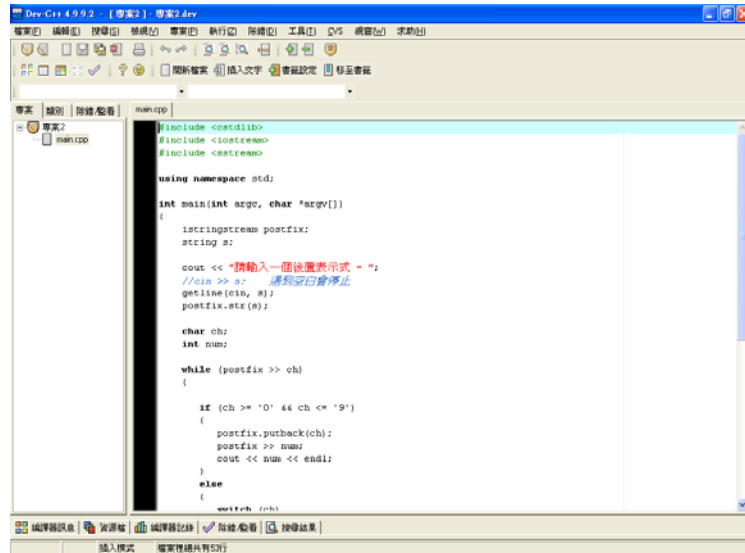 Dev-C++ 4.9.9.2 - [ 專案2 ] - 專案2.dev
檔案(F) 編輯(E) 搜尋(S) 檢視(V) 專案(P) 執行(Z) 除錯(D) 工具(T) CVS 視窗(W) 求助(H)
開新檔案 插入文字 書籤設定 移至書籤
專案 類別 除錯/監看 main.cpp
專案2
main.cpp
#include <cstdlib>
#include <iostream>
#include <sstream>
using namespace std;
int main(int argc, char *argv[])
{
istringstream postfix;
string s;
cout << "請輸入一個後置表示式 = ";
//cin >> s; 遇到空白會停止
getline(cin, s);
postfix.str(s);
char ch;
int num;
while (postfix >> ch)
{
if (ch >= '0' && ch <= '9')
{
postfix.putback(ch);
postfix >> num;
cout << num << endl;
}
else
{
switch (ch)
編譯器訊息 資源檔 編譯器記錄 除錯/監看 搜尋結果
插入模式 檔案裡總共有53行